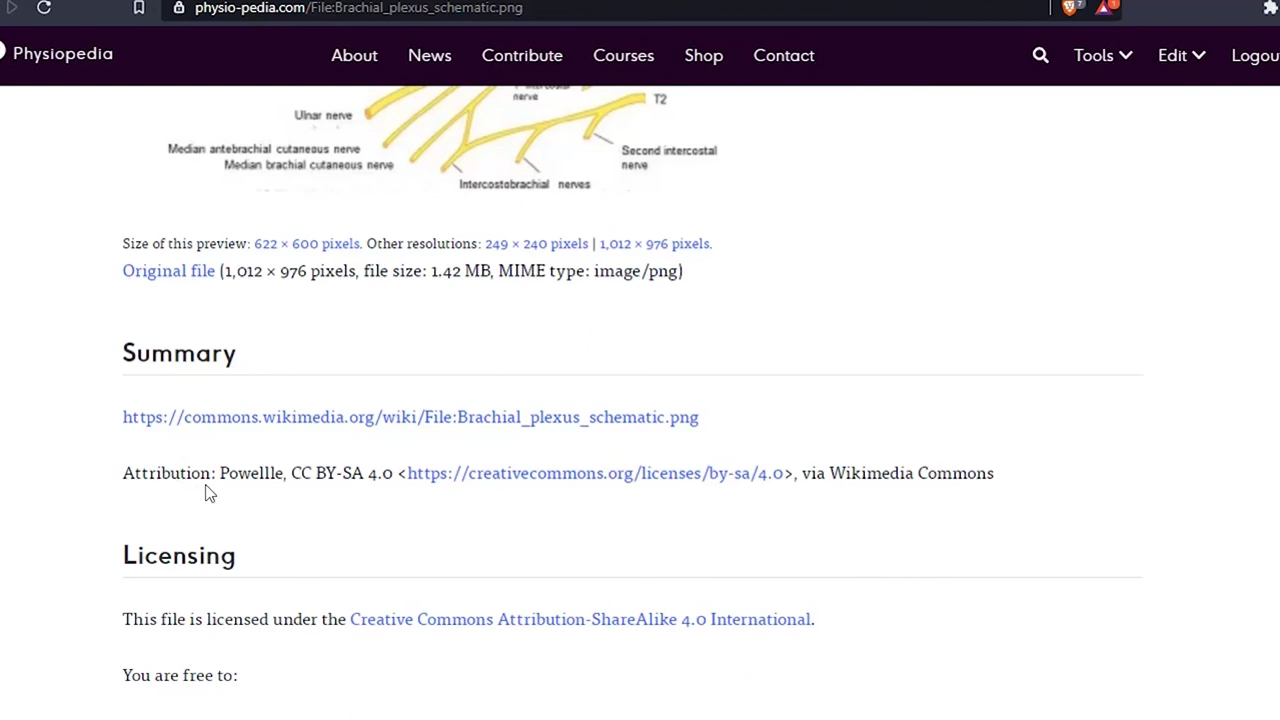 physio-pedia.com/File:Brachial_plexus_schematic.png
7
1
Physiopedia
About News Contribute Courses Shop Contact
Tools Edit Logou
nerve
T2
Ulnar nerve
Median antebrachial cutaneous nerve
Median brachial cutaneous nerve
Second intercostal
nerve
Intercostobrachial nerves
Size of this preview: 622 × 600 pixels. Other resolutions: 249 × 240 pixels | 1,012 × 976 pixels.
Original file (1,012 × 976 pixels, file size: 1.42 MB, MIME type: image/png)
Summary
https://commons.wikimedia.org/wiki/File:Brachial_plexus_schematic.png
Attribution: Powellle, CC BY-SA 4.0 <https://creativecommons.org/licenses/by-sa/4.0>, via Wikimedia Commons
Licensing
This file is licensed under the Creative Commons Attribution-ShareAlike 4.0 International.
You are free to: